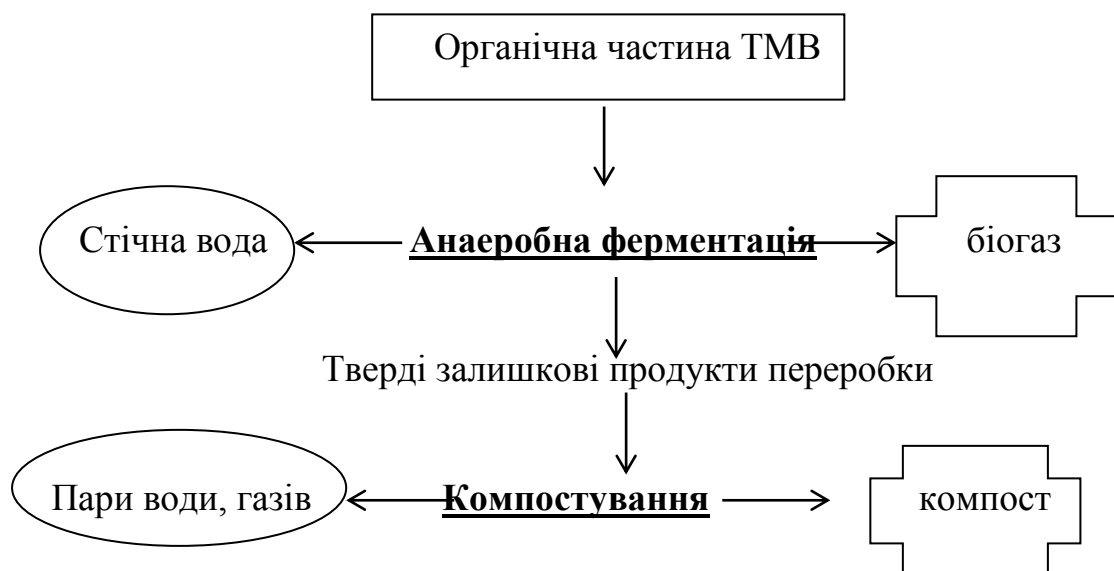 Органічна частина ТМВ
Стічна вода
Анаеробна ферментація
біогаз
Тверді залишкові продукти переробки
Пари води, газів
Компостування
компост